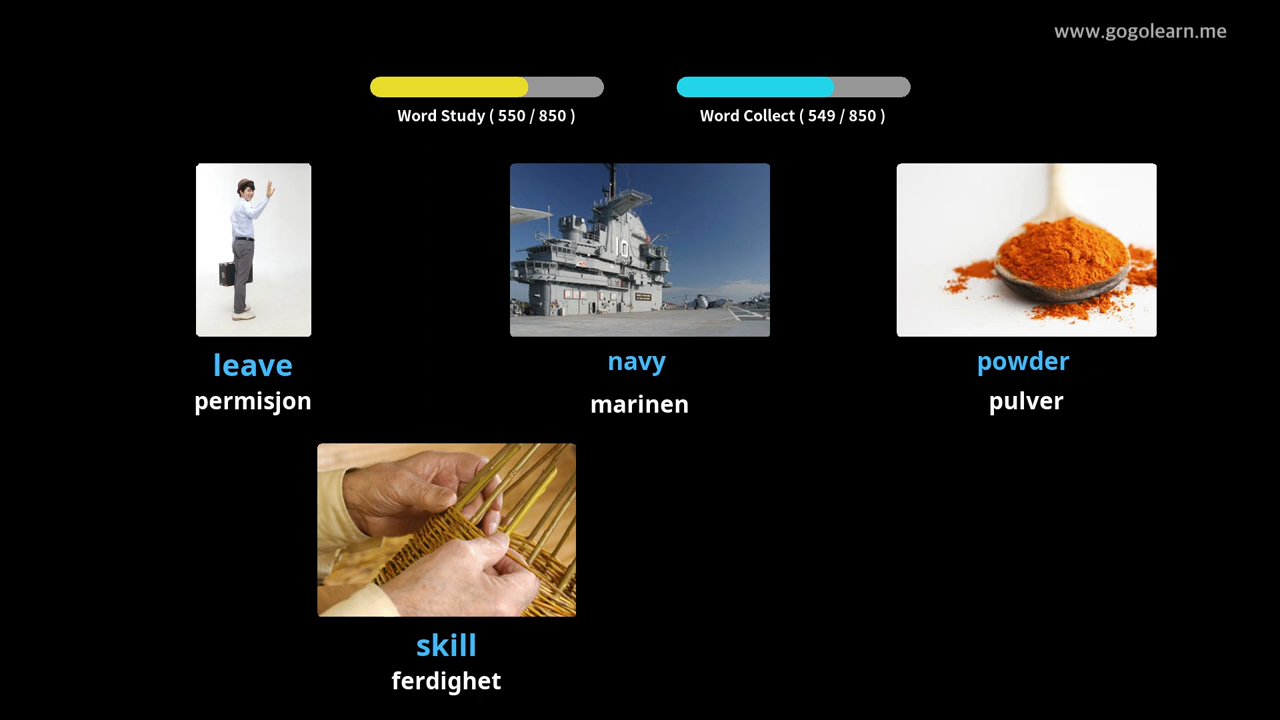 www.gogolearn.me
Word Study ( 550 / 850 )
Word Collect ( 549 / 850 )
leave
permisjon
navy
marinen
powder
pulver
skill
ferdighet